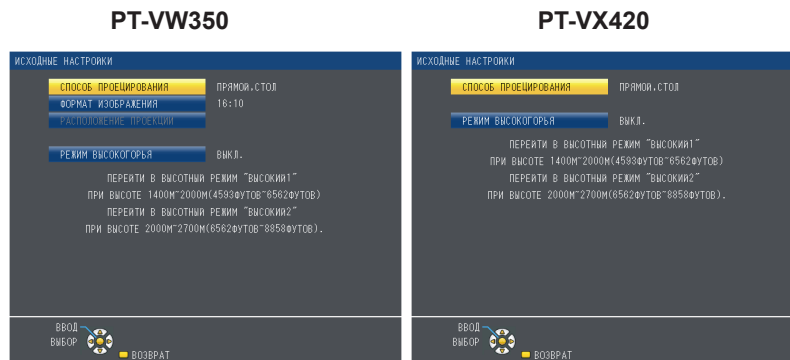 PT-VW350
ИСХОДНЫЕ НАСТРОЙКИ
СПОСОБ ПРОЕЦИРОВАНИЯ ПРЯМОЙ.СТОЛ
ФОРМАТ ИЗОБРАЖЕНИЯ 16:10
РАСПОЛОЖЕНИЕ ПРОЕКЦИИ
РЕЖИМ ВЫСОКОГОРЬЯ ВЫКЛ.
ПЕРЕЙТИ В ВЫСОТНЫЙ РЕЖИМ "ВЫСОКИЙ1"
ПРИ ВЫСОТЕ 1400М~2000М(4593ФУТОВ~6562ФУТОВ)
ПЕРЕЙТИ В ВЫСОТНЫЙ РЕЖИМ "ВЫСОКИЙ2"
ПРИ ВЫСОТЕ 2000М~2700М(6562ФУТОВ~8858ФУТОВ).
ВВОД
ВЫБОР
ВОЗВРАТ
PT-VX420
ИСХОДНЫЕ НАСТРОЙКИ
СПОСОБ ПРОЕЦИРОВАНИЯ ПРЯМОЙ.СТОЛ
РЕЖИМ ВЫСОКОГОРЬЯ ВЫКЛ.
ПЕРЕЙТИ В ВЫСОТНЫЙ РЕЖИМ "ВЫСОКИЙ1"
ПРИ ВЫСОТЕ 1400М~2000М(4593ФУТОВ~6562ФУТОВ)
ПЕРЕЙТИ В ВЫСОТНЫЙ РЕЖИМ "ВЫСОКИЙ2"
ПРИ ВЫСОТЕ 2000М~2700М(6562ФУТОВ~8858ФУТОВ).
ВВОД
ВЫБОР
ВОЗВРАТ